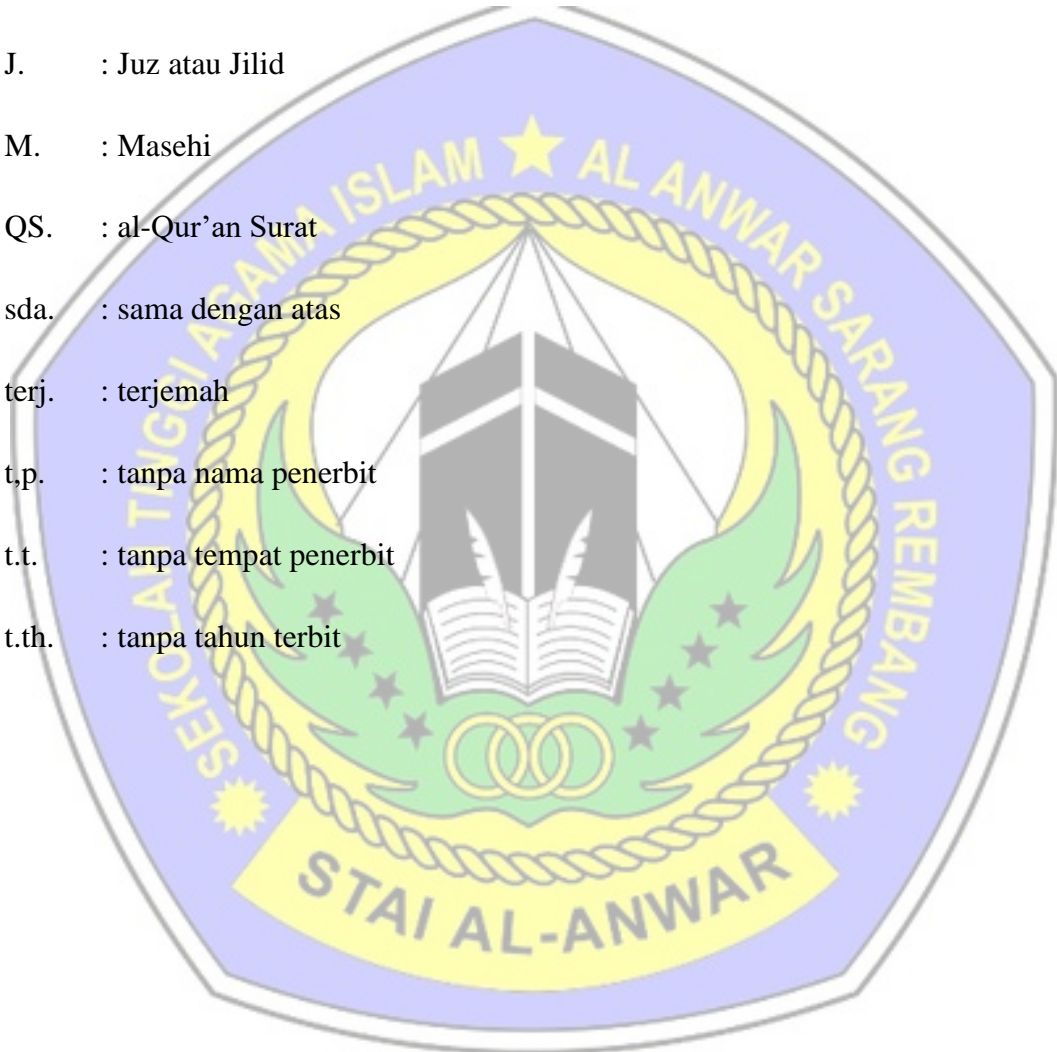 J. : Juz atau Jilid
M. : Masehi
QS. : al-Qur’an Surat
sda. : sama dengan atas
terj. : terjemah
t,p. : tanpa nama penerbit
t.t. : tanpa tempat penerbit
t.th. : tanpa tahun terbit
SEKOLAH TINGGI AGAMA ISLAM AL ANWAR SARANG REMBANG
STAI AL-ANWAR